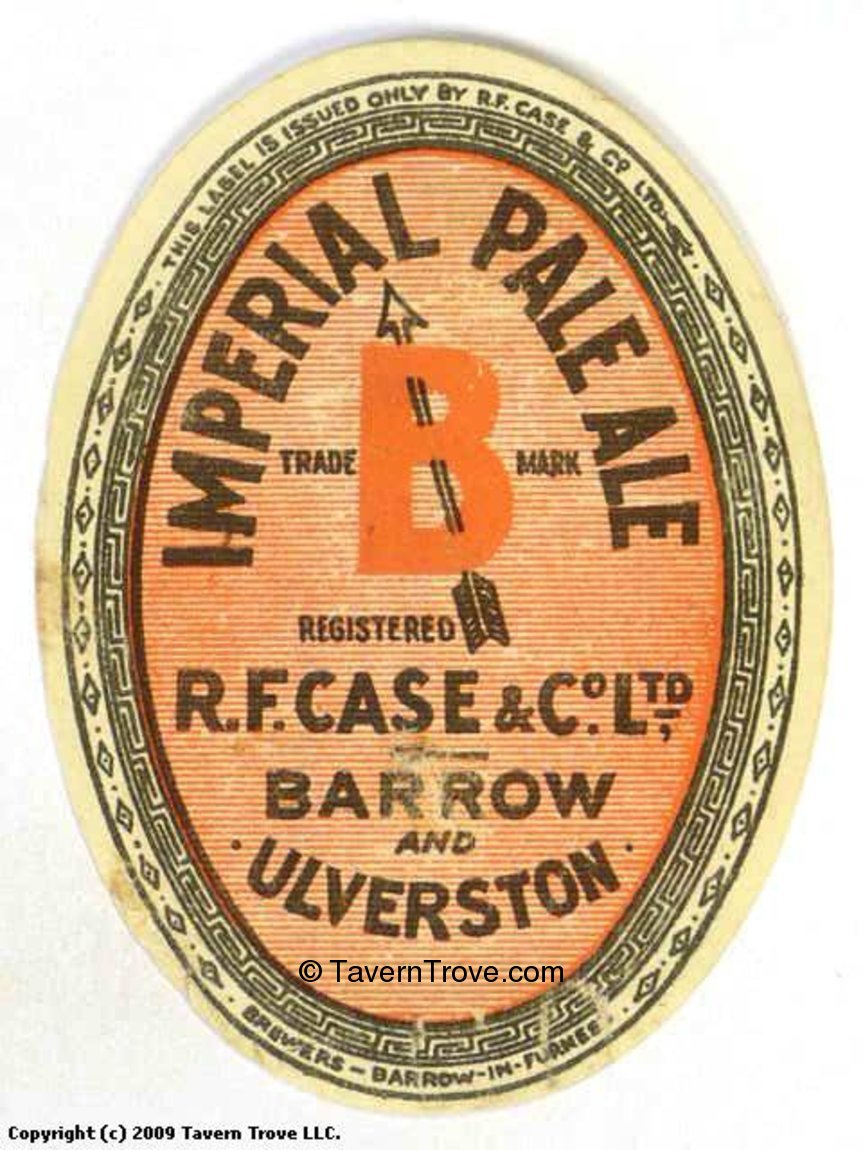 THIS LABEL IS ISSUED ONLY BY R.F. CASE & Cº LTD.
IMPERIAL PALE ALE
B
TRADE MARK
REGISTERED
R.F. CASE & Cº. LTD,
BARROW
AND
· ULVERSTON ·
© TavernTrove.com
BREWERS – BARROW-IN-FURNESS
Copyright (c) 2009 Tavern Trove LLC.